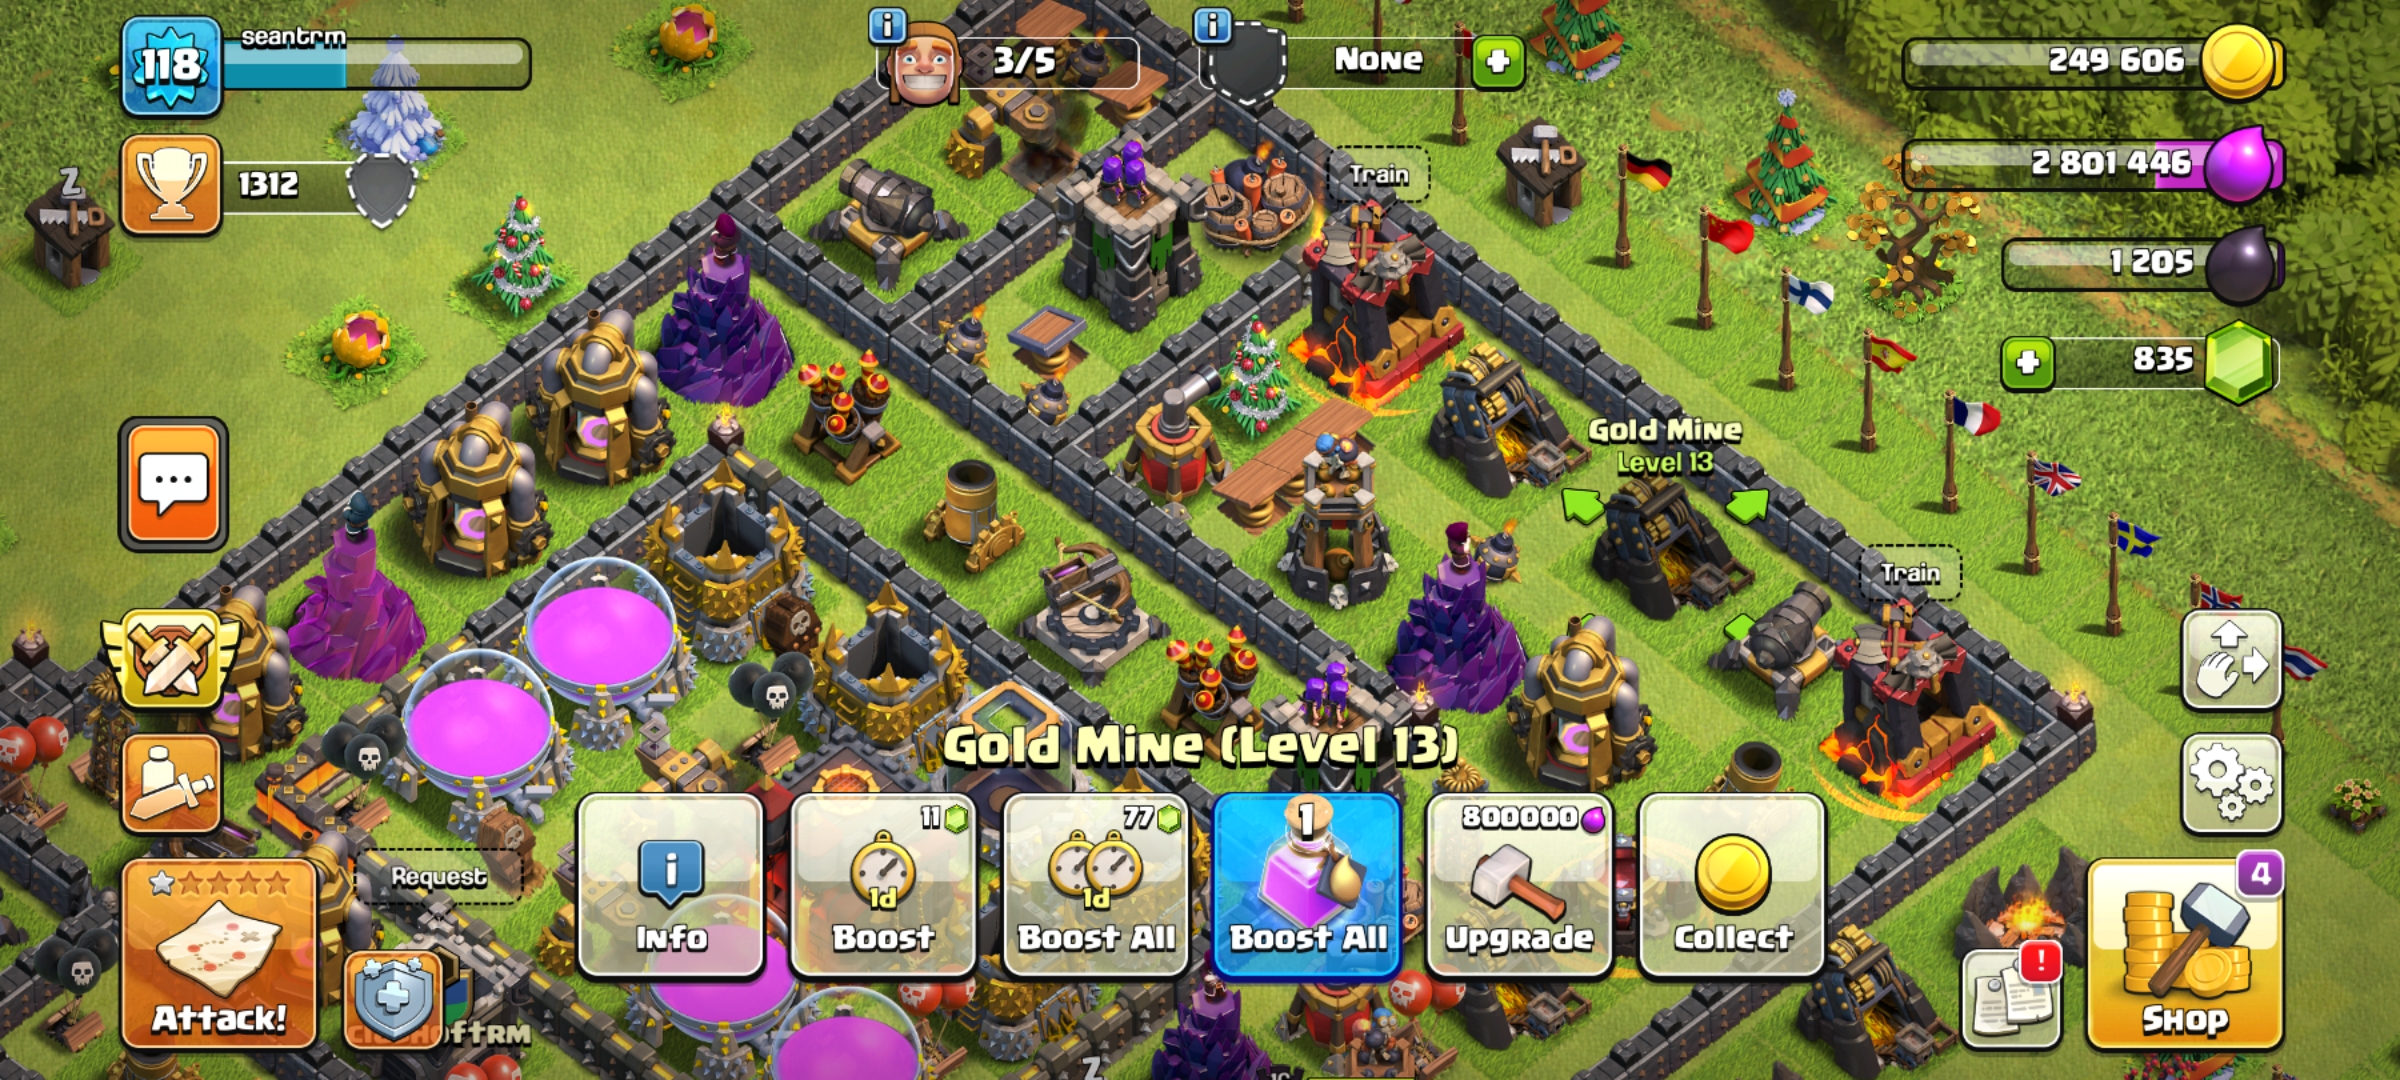 seantrm
118
3/5
None
249 606
1312
Train
2 801 446
1 205
835
Gold Mine
Level 13
Train
Gold Mine (Level 13)
11
77
1
800000
4
1d
1d
Request
Info
Boost
Boost All
Boost All
Upgrade
Collect
Attack!
Shop
!
Z
Z